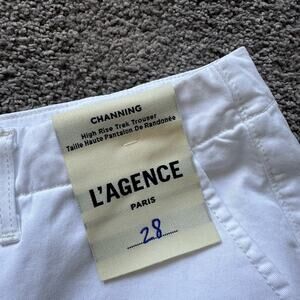 CHANNING
High Rise Trek Trouser
Taille Haute Pantalon De Randonée
L'AGENCE
PARIS
28